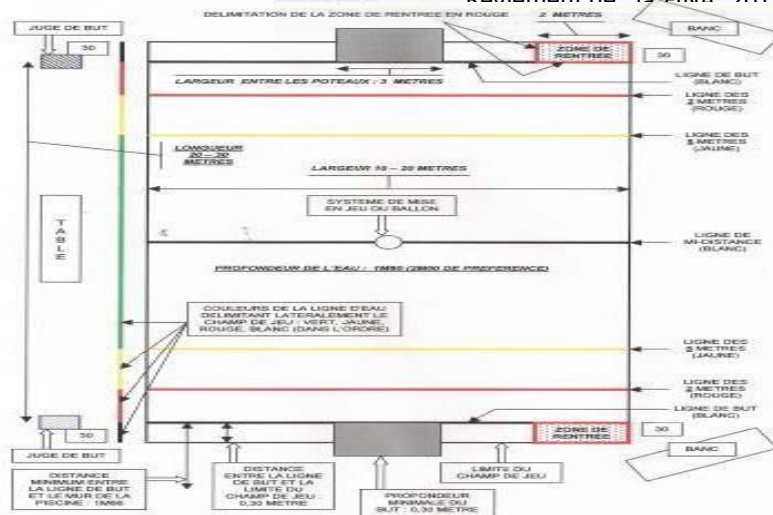 DELIMITATION DE LA ZONE DE RENTREE EN ROUGE
2 METRES
JUGE DE BUT
30
ZONE DE
RENTREE
30
BANC
LARGEUR ENTRE LES POTEAUX : 3 METRES
LIGNE DE BUT
(BLANC)
LIGNE DES
2 METRES
(ROUGE)
LONGUEUR
20 – 30
METRES
LIGNE DES
5 METRES
(JAUNE)
LARGEUR 10 – 20 METRES
SYSTEME DE MISE
EN JEU DU BALLON
TABLE
LIGNE DE
MI-DISTANCE
(BLANC)
PROFONDEUR DE L'EAU : 1M80 (2M00 DE PREFERENCE)
COULEURS DE LA LIGNE D'EAU
DELIMITANT LATERALEMENT LE
CHAMP DE JEU : VERT, JAUNE,
ROUGE, BLANC (DANS L'ORDRE)
LIGNE DES
5 METRES
(JAUNE)
LIGNE DES
2 METRES
(ROUGE)
LIGNE DE BUT
(BLANC)
30
ZONE DE
RENTREE
30
JUGE DE BUT
BANC
DISTANCE
MINIMUM ENTRE
LA LIGNE DE BUT
ET LE MUR DE LA
PISCINE : 1M66
DISTANCE
ENTRE LA LIGNE
DE BUT ET LA
LIMITE DU
CHAMP DE JEU
0,30 METRE
LIMITE DU
CHAMP DE JEU
PROFONDEUR
MINIMALE DU
BUT : 0,30 METRE